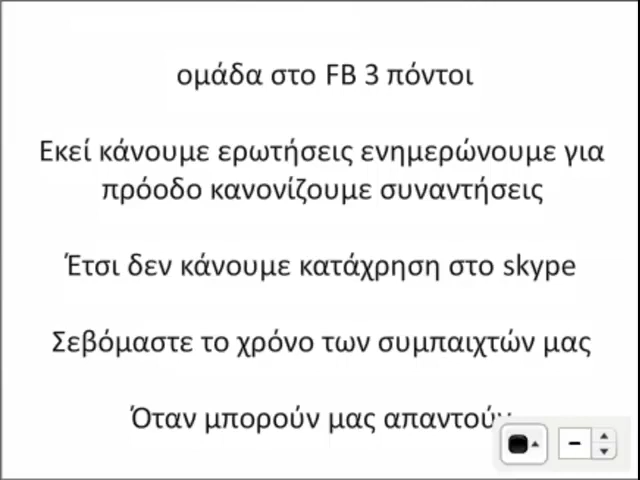 ομάδα στο FB 3 πόντοι
Εκεί κάνουμε ερωτήσεις ενημερώνουμε για
πρόοδο κανονίζουμε συναντήσεις
Έτσι δεν κάνουμε κατάχρηση στο skype
Σεβόμαστε το χρόνο των συμπαιχτών μας
Όταν μπορούν μας απαντούν